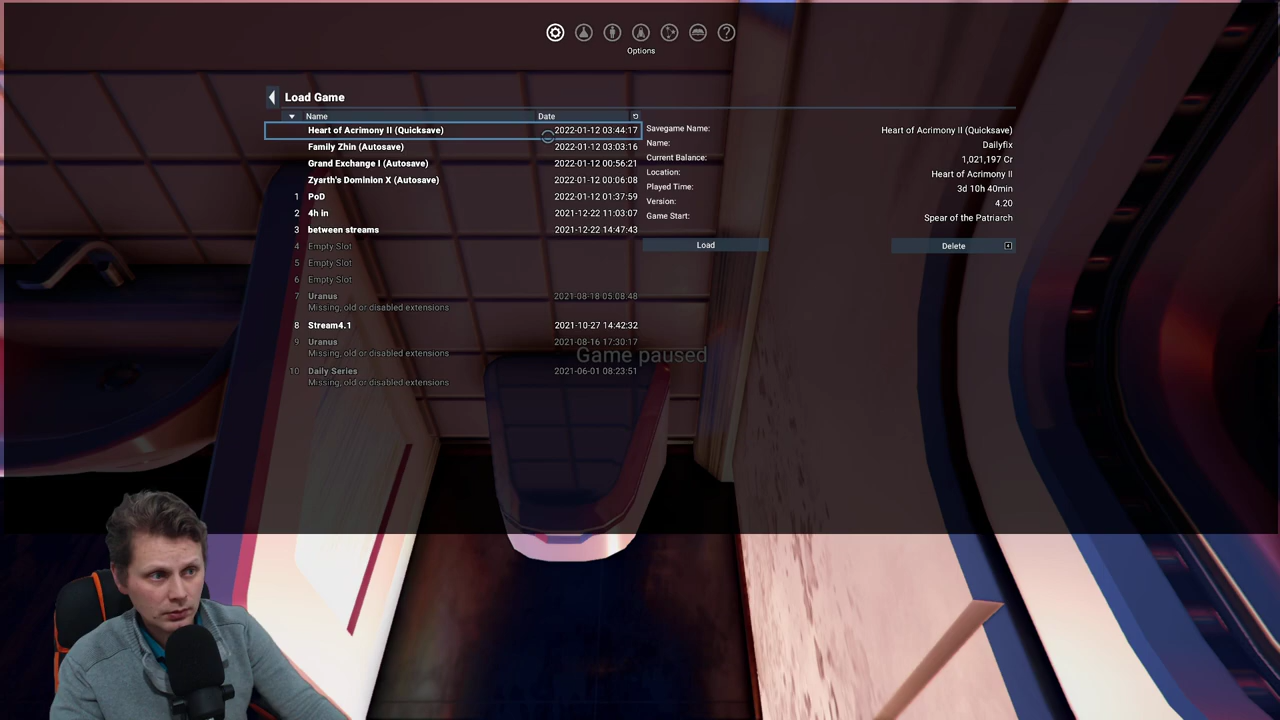 Options
Load Game
Name Date
Heart of Acrimony II (Quicksave) 2022-01-12 03:44:17
Family Zhin (Autosave) 2022-01-12 03:03:16
Grand Exchange I (Autosave) 2022-01-12 00:56:21
Zyarth's Dominion X (Autosave) 2022-01-12 00:06:08
1 PoD 2022-01-12 01:37:59
2 4h in 2021-12-22 11:03:07
3 between streams 2021-12-22 14:47:43
4 Empty Slot
5 Empty Slot
6 Empty Slot
7 Uranus 2021-08-18 05:08:48
Missing, old or disabled extensions
8 Stream4.1 2021-10-27 14:42:32
9 Uranus 2021-08-16 17:30:17
Missing, old or disabled extensions
10 Daily Series 2021-06-01 08:23:51
Missing, old or disabled extensions
Savegame Name: Heart of Acrimony II (Quicksave)
Name: Dailyfix
Current Balance: 1,021,197 Cr
Location: Heart of Acrimony II
Played Time: 3d 10h 40min
Version: 4.20
Game Start: Spear of the Patriarch
Load Delete
Game paused